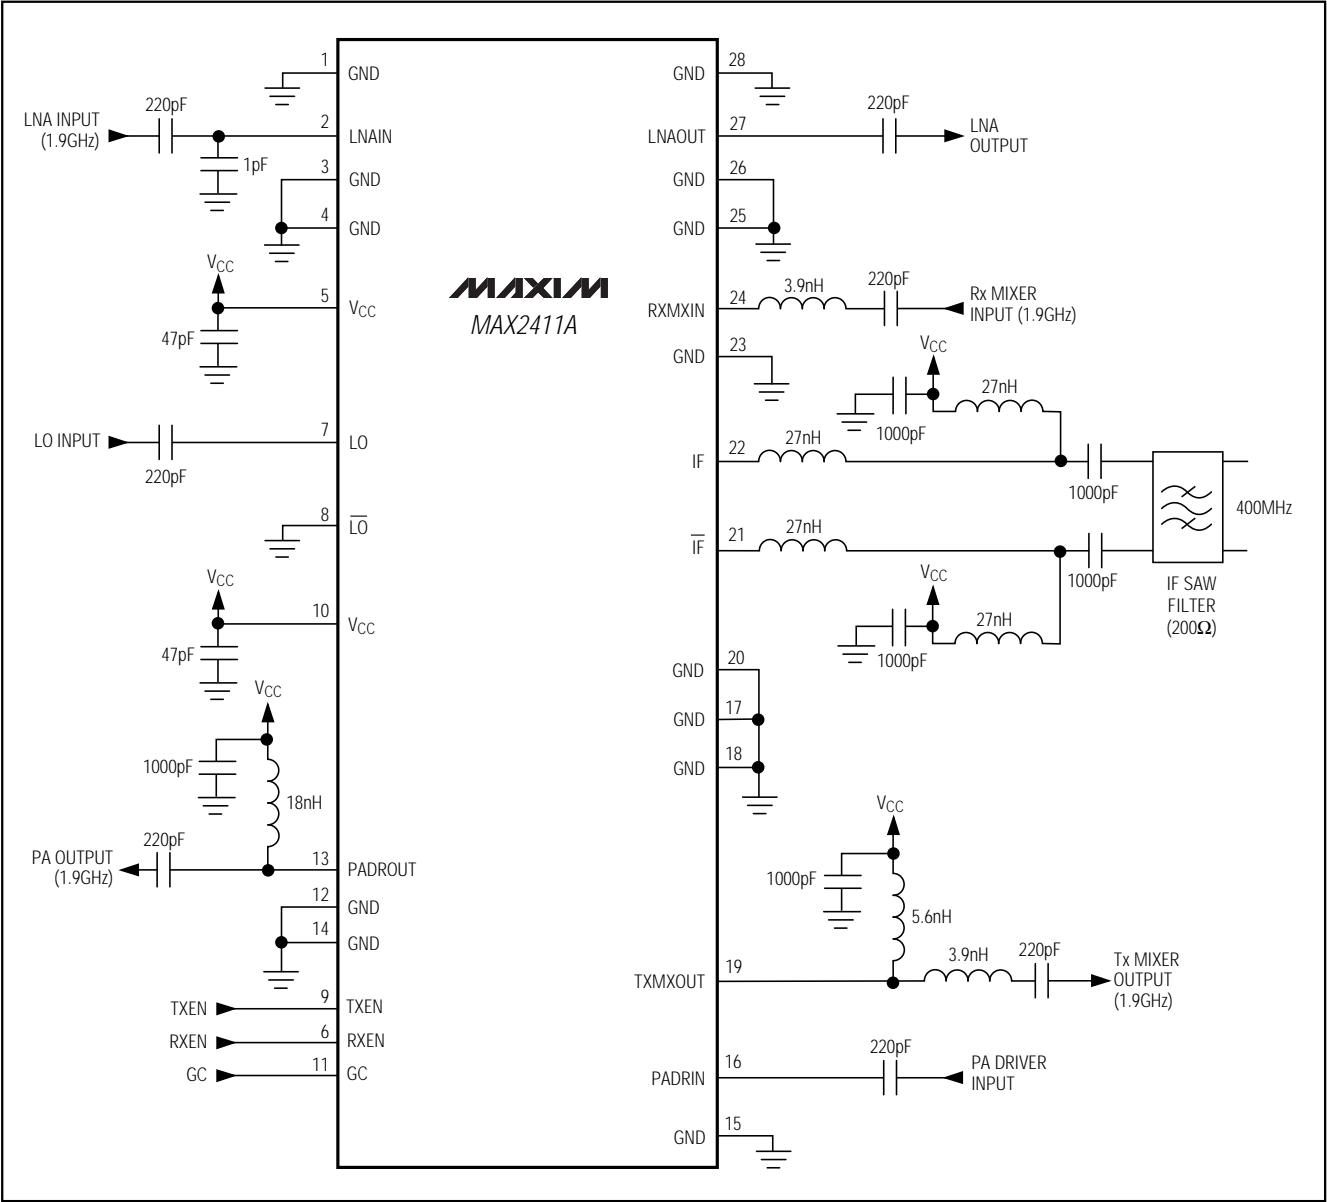 1
GND
220pF
LNA INPUT
(1.9GHz)
2
LNAIN
1pF
3
GND
4
GND
VCC
5
VCC
47pF
LO INPUT
220pF
7
LO
8
L̅O̅
VCC
10
VCC
47pF
VCC
1000pF
18nH
220pF
PA OUTPUT
(1.9GHz)
13
PADROUT
12
GND
14
GND
TXEN
9
TXEN
RXEN
6
RXEN
GC
11
GC
MAXIM
MAX2411A
GND
28
220pF
LNAOUT
27
LNA
OUTPUT
GND
26
GND
25
RXMXIN
24
3.9nH
220pF
Rx MIXER
INPUT (1.9GHz)
GND
23
VCC
27nH
1000pF
IF
22
27nH
1000pF
I̅F̅
21
27nH
1000pF
400MHz
IF SAW
FILTER
(200Ω)
VCC
27nH
1000pF
GND
20
GND
17
GND
18
VCC
1000pF
5.6nH
TXMXOUT
19
3.9nH
220pF
Tx MIXER
OUTPUT
(1.9GHz)
PADRIN
16
220pF
PA DRIVER
INPUT
GND
15